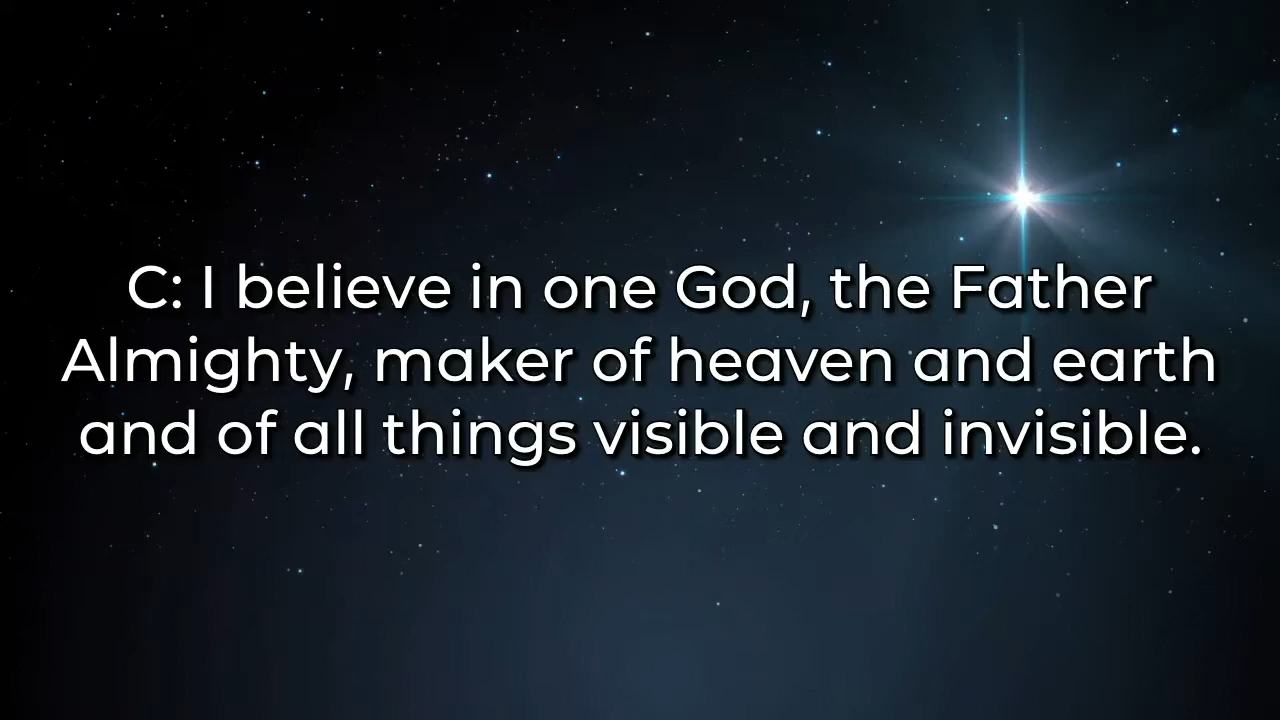 C: I believe in one God, the Father
Almighty, maker of heaven and earth
and of all things visible and invisible.